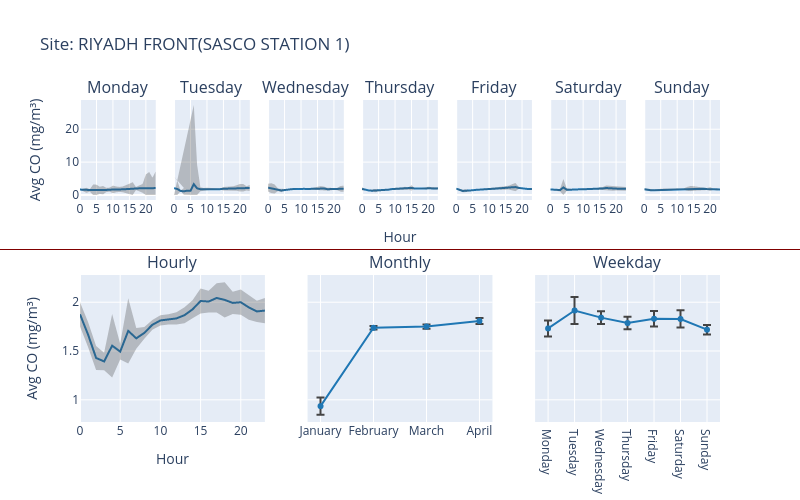 Site: RIYADH FRONT(SASCO STATION 1)
Monday Tuesday Wednesday Thursday Friday Saturday Sunday
Avg CO (mg/m³)
20
10
0
0 5 10 15 20 0 5 10 15 20 0 5 10 15 20 0 5 10 15 20 0 5 10 15 20 0 5 10 15 20 0 5 10 15 20
Hour
Hourly Monthly Weekday
Avg CO (mg/m³)
2
1.5
1
0 5 10 15 20
January February March April
Monday
Tuesday
Wednesday
Thursday
Friday
Saturday
Sunday
Hour